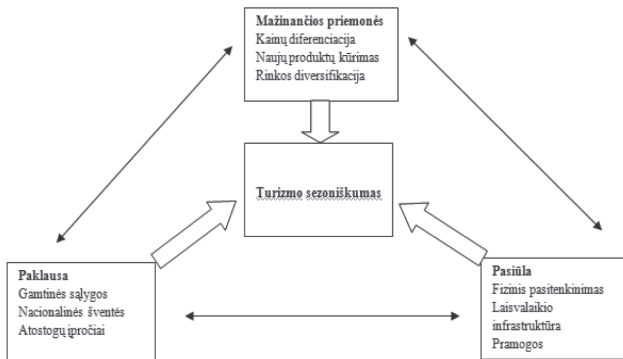 Mažinančios priemonės
Kainų diferenciacija
Naujų produktų kūrimas
Rinkos diversifikacija
Turizmo sezoniškumas
Paklausa
Gamtinės sąlygos
Nacionalinės šventės
Atostogų įpročiai
Pasiūla
Fizinis pasitenkinimas
Laisvalaikio
infrastruktūra
Pramogos